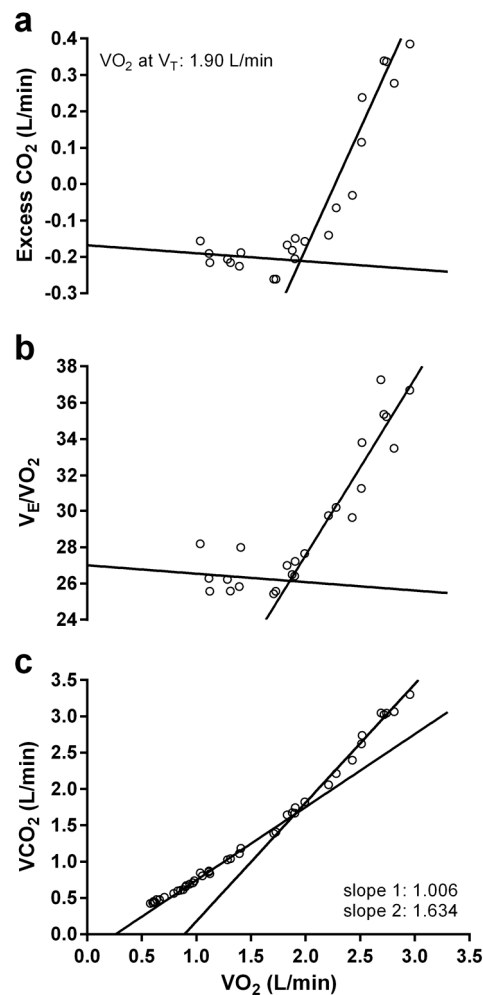 a
VO₂ at V_T: 1.90 L/min
Excess CO₂ (L/min)
0.4
0.3
0.2
0.1
0.0
-0.1
-0.2
-0.3
b
V_E/VO₂
38
36
34
32
30
28
26
24
c
VCO₂ (L/min)
3.5
3.0
2.5
2.0
1.5
1.0
0.5
0.0
slope 1: 1.006
slope 2: 1.634
0.0 0.5 1.0 1.5 2.0 2.5 3.0 3.5
VO₂ (L/min)